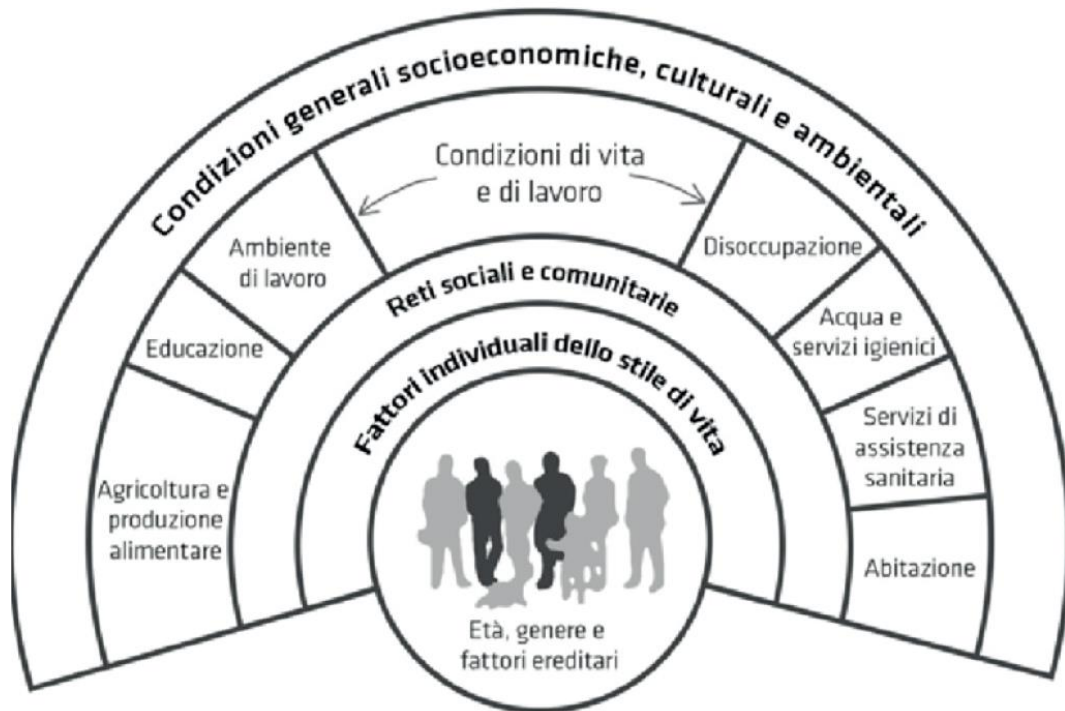 Condizioni generali socioeconomiche, culturali e ambientali
Condizioni di vita
e di lavoro
Ambiente
di lavoro
Disoccupazione
Educazione
Acqua e
servizi igienici
Agricoltura e
produzione
alimentare
Servizi di
assistenza
sanitaria
Abitazione
Reti sociali e comunitarie
Fattori individuali dello stile di vita
Età, genere e
fattori ereditari